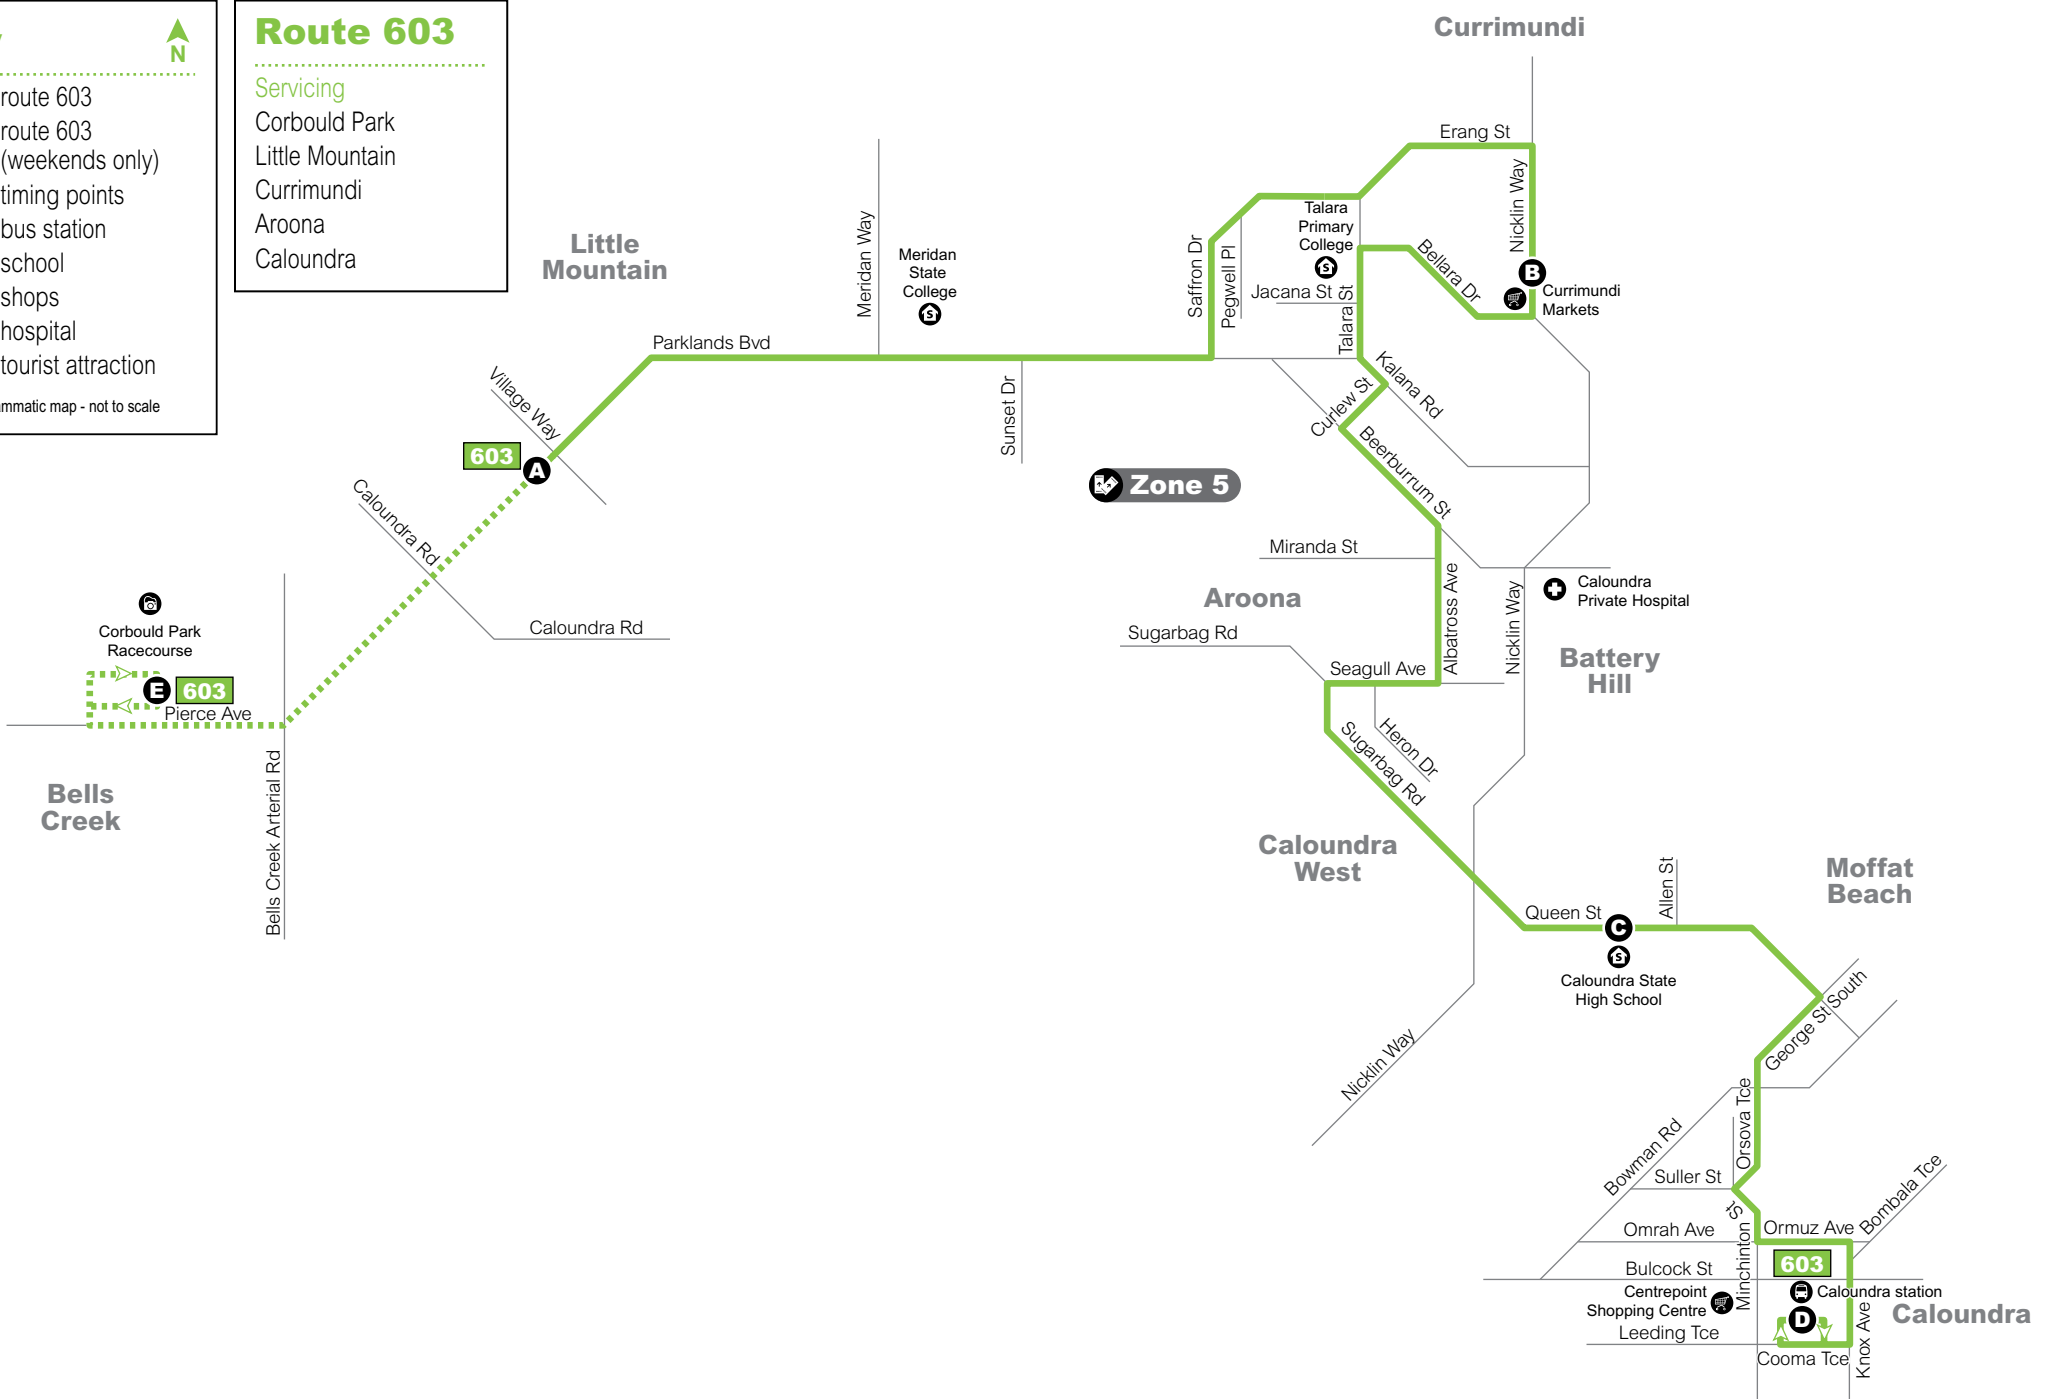 N
route 603
route 603
(weekends only)
timing points
bus station
school
shops
hospital
tourist attraction
map - not to scale
Route 603
Servicing
Corbould Park
Little Mountain
Currimundi
Aroona
Caloundra
Currimundi
Erang St
Nicklin Way
Talara
Primary
College
S
Saffron Dr
Pegwell Pl
Jacana St
Talara St
Bellara Dr
B
Currimundi
Markets
Little
Mountain
Meridan Way
Meridan
State
College
S
Parklands Bvd
Sunset Dr
Village Way
603
A
Kalana Rd
Curlew St
Beerburrum St
Zone 5
Caloundra Rd
Caloundra Rd
Miranda St
Aroona
Albatross Ave
Nicklin Way
Caloundra
Private Hospital
Battery
Hill
Sugarbag Rd
Seagull Ave
Heron Dr
Sugarbag Rd
Corbould Park
Racecourse
E
603
Pierce Ave
Bells Creek Arterial Rd
Bells
Creek
Caloundra
West
Queen St
C
S
Caloundra State
High School
Allen St
Moffat
Beach
George St South
Nicklin Way
Orsova Tce
Bowman Rd
Suller St
Bombala Tce
Minchinton St
Omrah Ave
Ormuz Ave
603
Bulcock St
Centrepoint
Shopping Centre
Caloundra station
D
Caloundra
Leeding Tce
Cooma Tce
Knox Ave